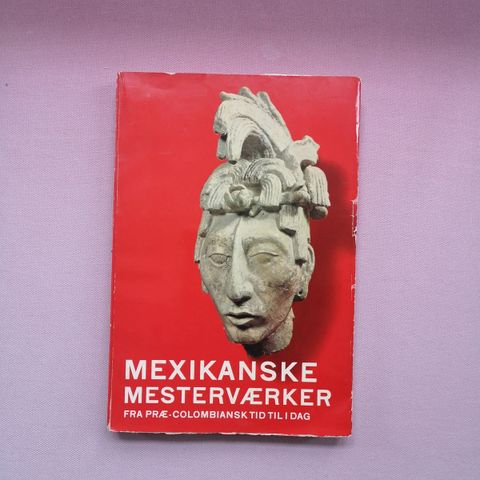 MEXIKANSKE
MESTERVÆRKER
FRA PRÆ-COLOMBIANSK TID TIL I DAG